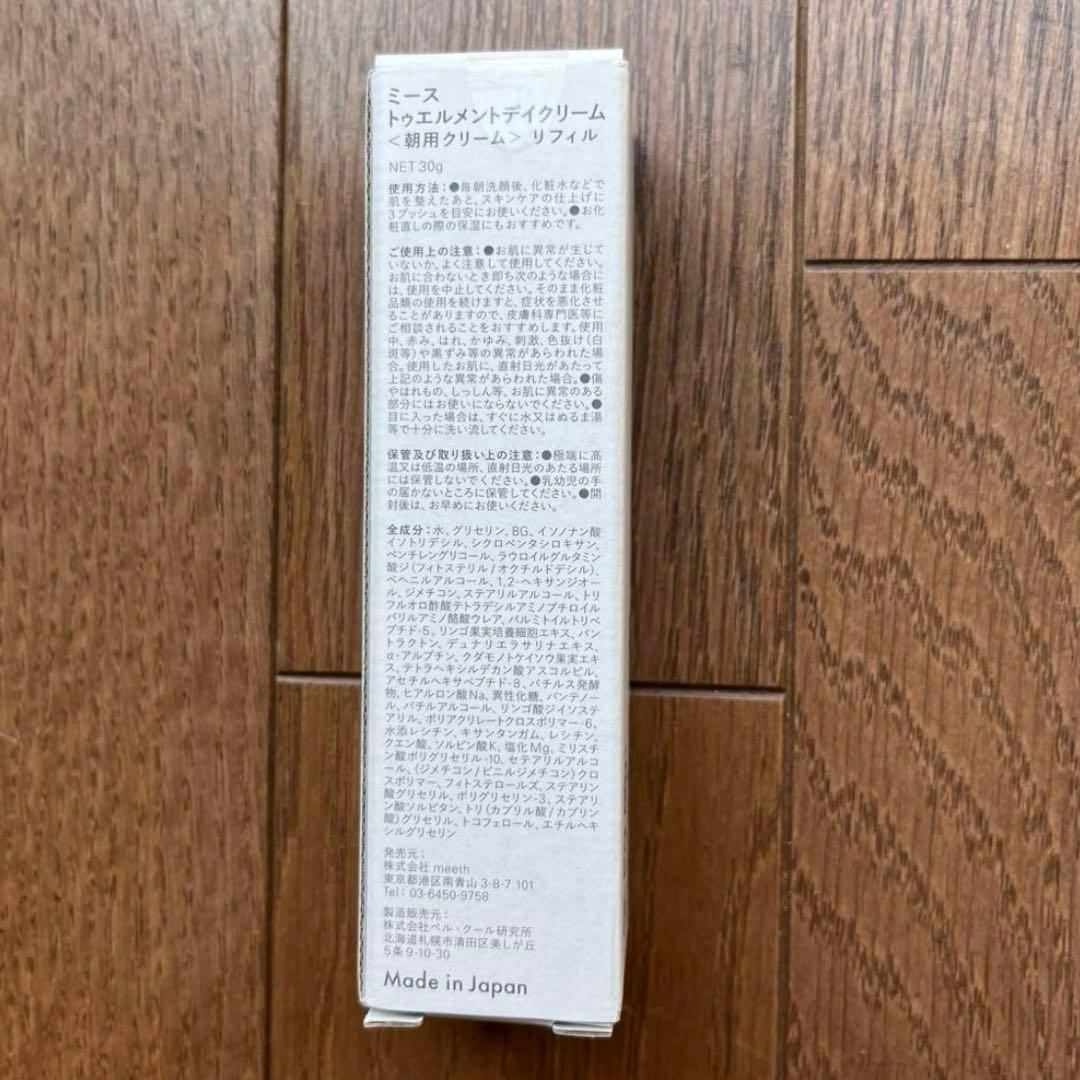 ミース
トゥエルメントデイクリーム
<朝用クリーム> リフィル
NET 30g
使用方法:●毎朝洗顔後、化粧水などで
肌を整えたあと、スキンケアの仕上げに
3プッシュを目安にお使いください。●お化
粧直しの際の保湿にもおすすめです。
ご使用上の注意:●お肌に異常が生じて
いないか、よく注意して使用してください。
お肌に合わないとき即ち次のような場合に
は、使用を中止してください。そのまま化粧
品類の使用を続けますと、症状を悪化させ
ることがありますので、皮膚科専門医等に
ご相談されることをおすすめします。使用
中、赤み、はれ、かゆみ、刺激、色抜け(白
斑等)や黒ずみ等の異常があらわれた場
合。使用したお肌に、直射日光があたって
上記のような異常があらわれた場合。●傷
やはれもの、しっしん等、お肌に異常のある
部分にはお使いにならないでください。●
目に入った場合は、すぐに水又はぬるま湯
等で十分に洗い流してください。
保管及び取り扱い上の注意:●極端に高
温又は低温の場所、直射日光のあたる場所
には保管しないでください。●乳幼児の手
の届かないところに保管してください。●開
封後は、お早めにお使いください。
全成分:水、グリセリン、BG、イソノナン酸
イソトリデシル、シクロペンタシロキサン、
ペンチレングリコール、ラウロイルグルタミン
酸ジ(フィトステリル/オクチルドデシル)、
ベヘニルアルコール、1,2-ヘキサンジオー
ル、ジメチコン、ステアリルアルコール、トリ
フルオロ酢酸テトラデシルアミノブチロイル
バリルアミノ酪酸ウレア、パルミトイルトリペ
プチド-5。リンゴ果実培養細胞エキス、パン
トラクトン、デュナリエラサリナエキス、
α-アルブチン、クダモノトケイソウ果実エキ
ス、テトラヘキシルデカン酸アスコルビル、
アセチルヘキサペプチド-8、バチルス発酵
物、ヒアルロン酸Na、異性化糖、パンテノー
ル、バチルアルコール、リンゴ酸ジイソステ
アリル、ポリアクリレートクロスポリマー-6、
水添レシチン、キサンタンガム、レシチン、
クエン酸、ソルビン酸K、塩化Mg、ミリスチ
ン酸ポリグリセリル-10、セテアリルアルコ
ール、(ジメチコン/ビニルジメチコン)クロ
スポリマー、フィトステロールズ、ステアリン
酸グリセリル、ポリグリセリン-3、ステアリ
ン酸ソルビタン、トリ(カプリル酸/カプリン
酸)グリセリル、トコフェロール、エチルヘキ
シルグリセリン
発売元;
株式会社 meeth
東京都港区南青山 3-8-7 101
Tel: 03-6450-9758
製造販売元:
株式会社ベル・クール研究所
北海道札幌市清田区美しが丘
5条 9-10-30
Made in Japan